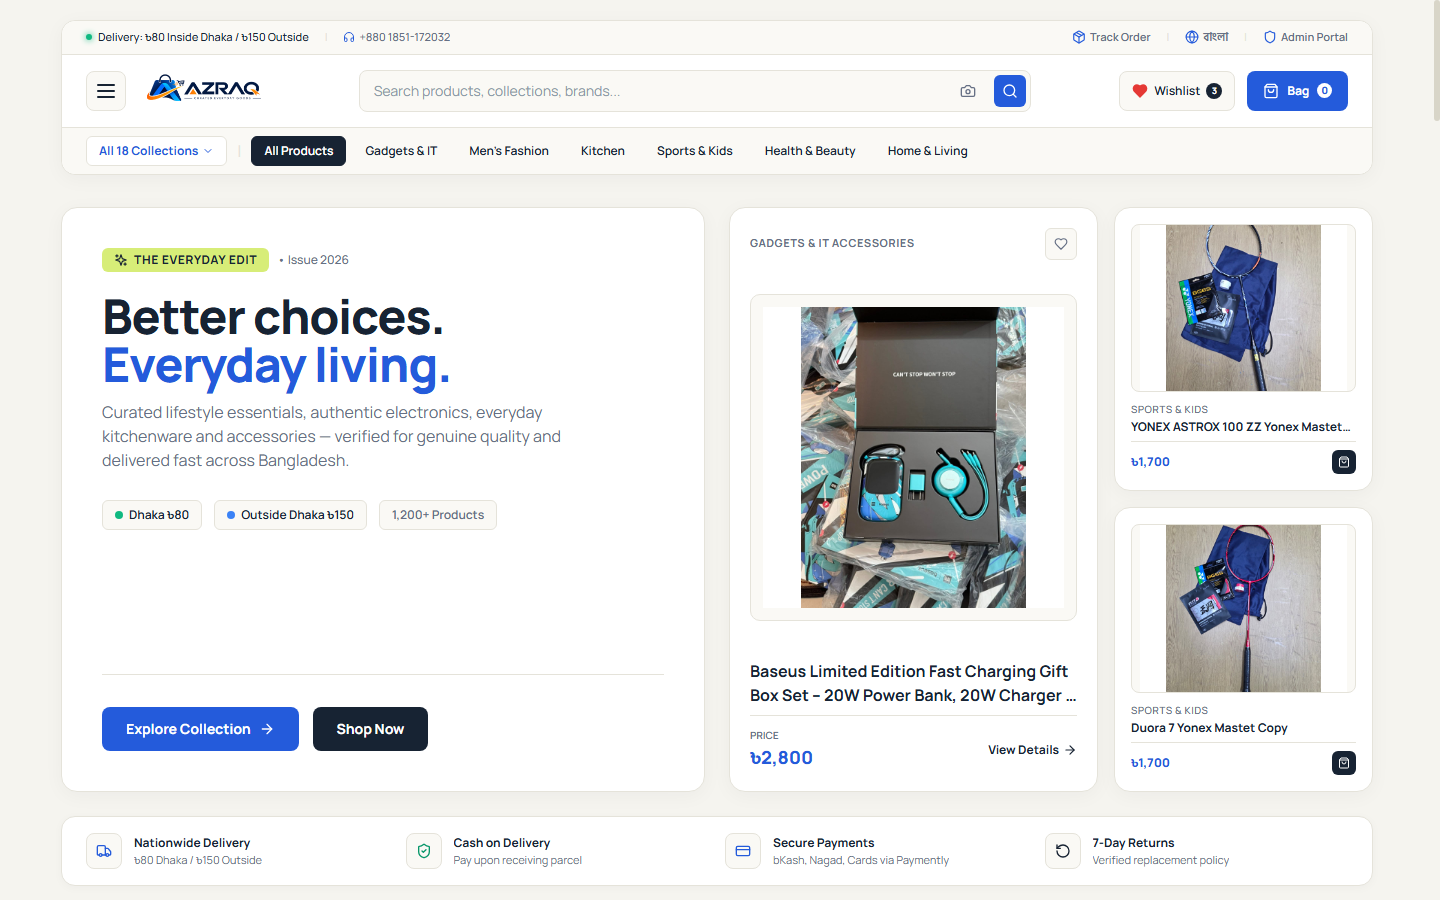 Delivery: ৳80 Inside Dhaka / ৳150 Outside
+880 1851-172032
Track Order
বাংলা
Admin Portal
AZRAQ
Search products, collections, brands...
Wishlist 3
Bag 0
All 18 Collections
All Products
Gadgets & IT
Men's Fashion
Kitchen
Sports & Kids
Health & Beauty
Home & Living
THE EVERYDAY EDIT
• Issue 2026
Better choices.
Everyday living.
Curated lifestyle essentials, authentic electronics, everyday
kitchenware and accessories — verified for genuine quality and
delivered fast across Bangladesh.
Dhaka ৳80
Outside Dhaka ৳150
1,200+ Products
Explore Collection
Shop Now
GADGETS & IT ACCESSORIES
CAN'T STOP WON'T STOP
Baseus Limited Edition Fast Charging Gift
Box Set – 20W Power Bank, 20W Charger ...
PRICE
৳2,800
View Details
SPORTS & KIDS
YONEX ASTROX 100 ZZ Yonex Mastet...
৳1,700
SPORTS & KIDS
Duora 7 Yonex Mastet Copy
৳1,700
Nationwide Delivery
৳80 Dhaka / ৳150 Outside
Cash on Delivery
Pay upon receiving parcel
Secure Payments
bKash, Nagad, Cards via Paymently
7-Day Returns
Verified replacement policy